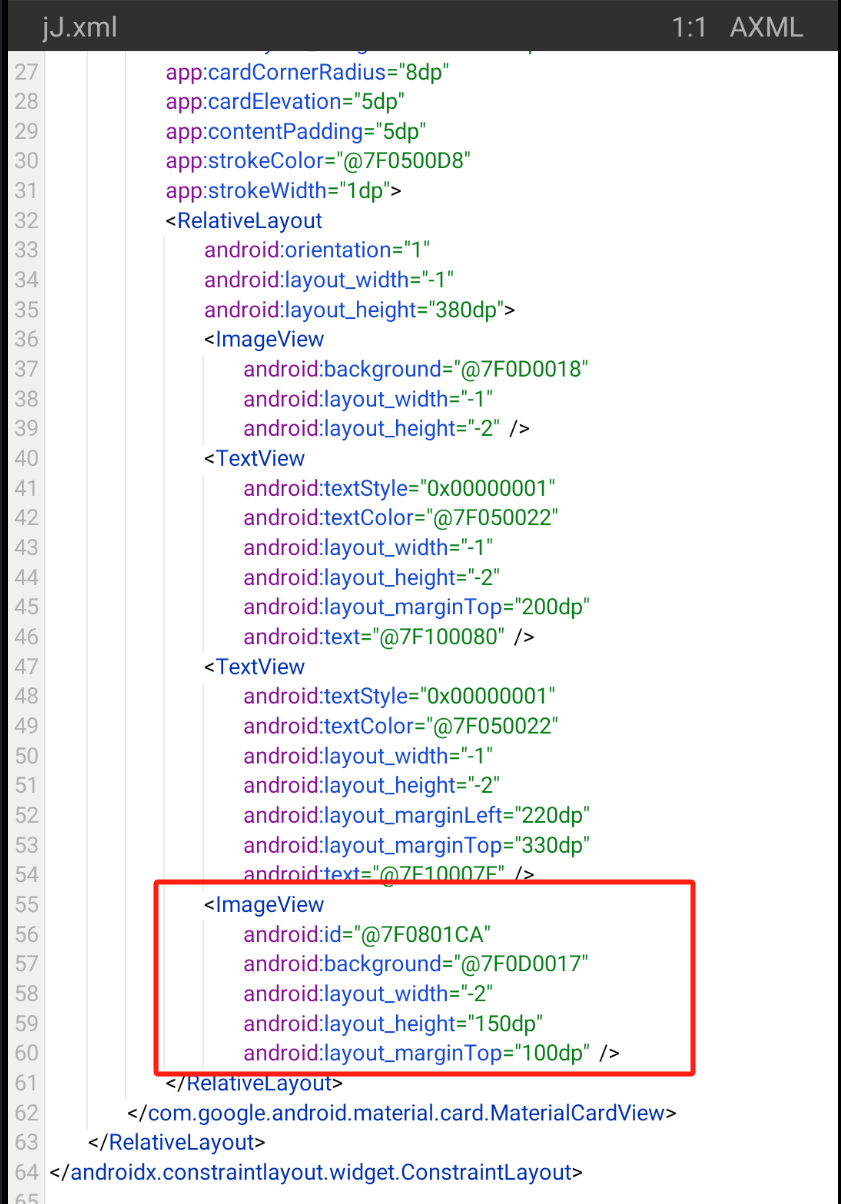 jJ.xml 1:1 AXML
27 app:cardCornerRadius="8dp"
28 app:cardElevation="5dp"
29 app:contentPadding="5dp"
30 app:strokeColor="@7F0500D8"
31 app:strokeWidth="1dp">
32 <RelativeLayout
33 android:orientation="1"
34 android:layout_width="-1"
35 android:layout_height="380dp">
36 <ImageView
37 android:background="@7F0D0018"
38 android:layout_width="-1"
39 android:layout_height="-2" />
40 <TextView
41 android:textStyle="0x00000001"
42 android:textColor="@7F050022"
43 android:layout_width="-1"
44 android:layout_height="-2"
45 android:layout_marginTop="200dp"
46 android:text="@7F100080" />
47 <TextView
48 android:textStyle="0x00000001"
49 android:textColor="@7F050022"
50 android:layout_width="-1"
51 android:layout_height="-2"
52 android:layout_marginLeft="220dp"
53 android:layout_marginTop="330dp"
54 android:text="@7F10007F" />
55 <ImageView
56 android:id="@7F0801CA"
57 android:background="@7F0D0017"
58 android:layout_width="-2"
59 android:layout_height="150dp"
60 android:layout_marginTop="100dp" />
61 </RelativeLayout>
62 </com.google.android.material.card.MaterialCardView>
63 </RelativeLayout>
64 </androidx.constraintlayout.widget.ConstraintLayout>
65